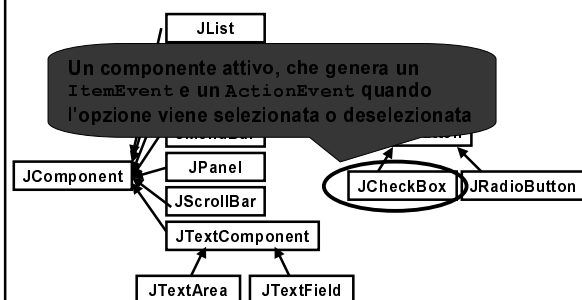 JList
Un componente attivo, che genera un
ItemEvent e un ActionEvent quando
l'opzione viene selezionata o deselezionata
JComponent
JPanel
JCheckBox
JRadioButton
JScrollBar
JTextComponent
JTextArea
JTextField